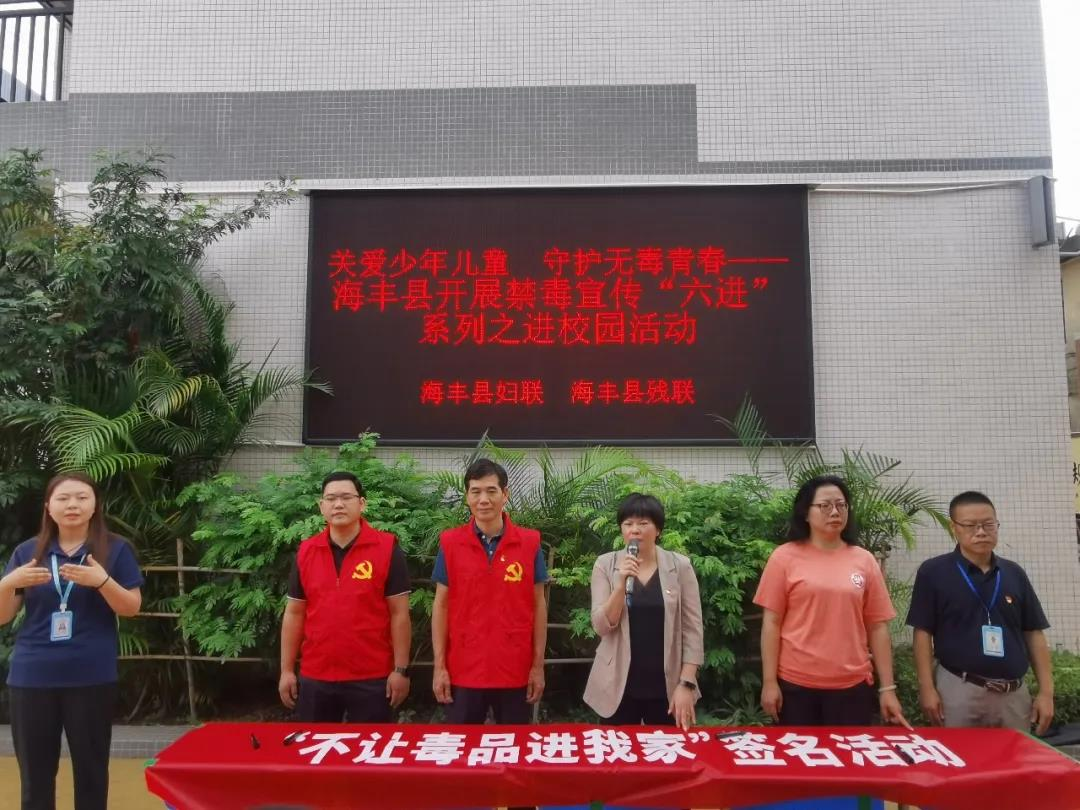 关爱少年儿童　守护无毒青春——
海丰县开展禁毒宣传“六进”
系列之进校园活动
海丰县妇联　海丰县残联
“不让毒品进我家”签名活动